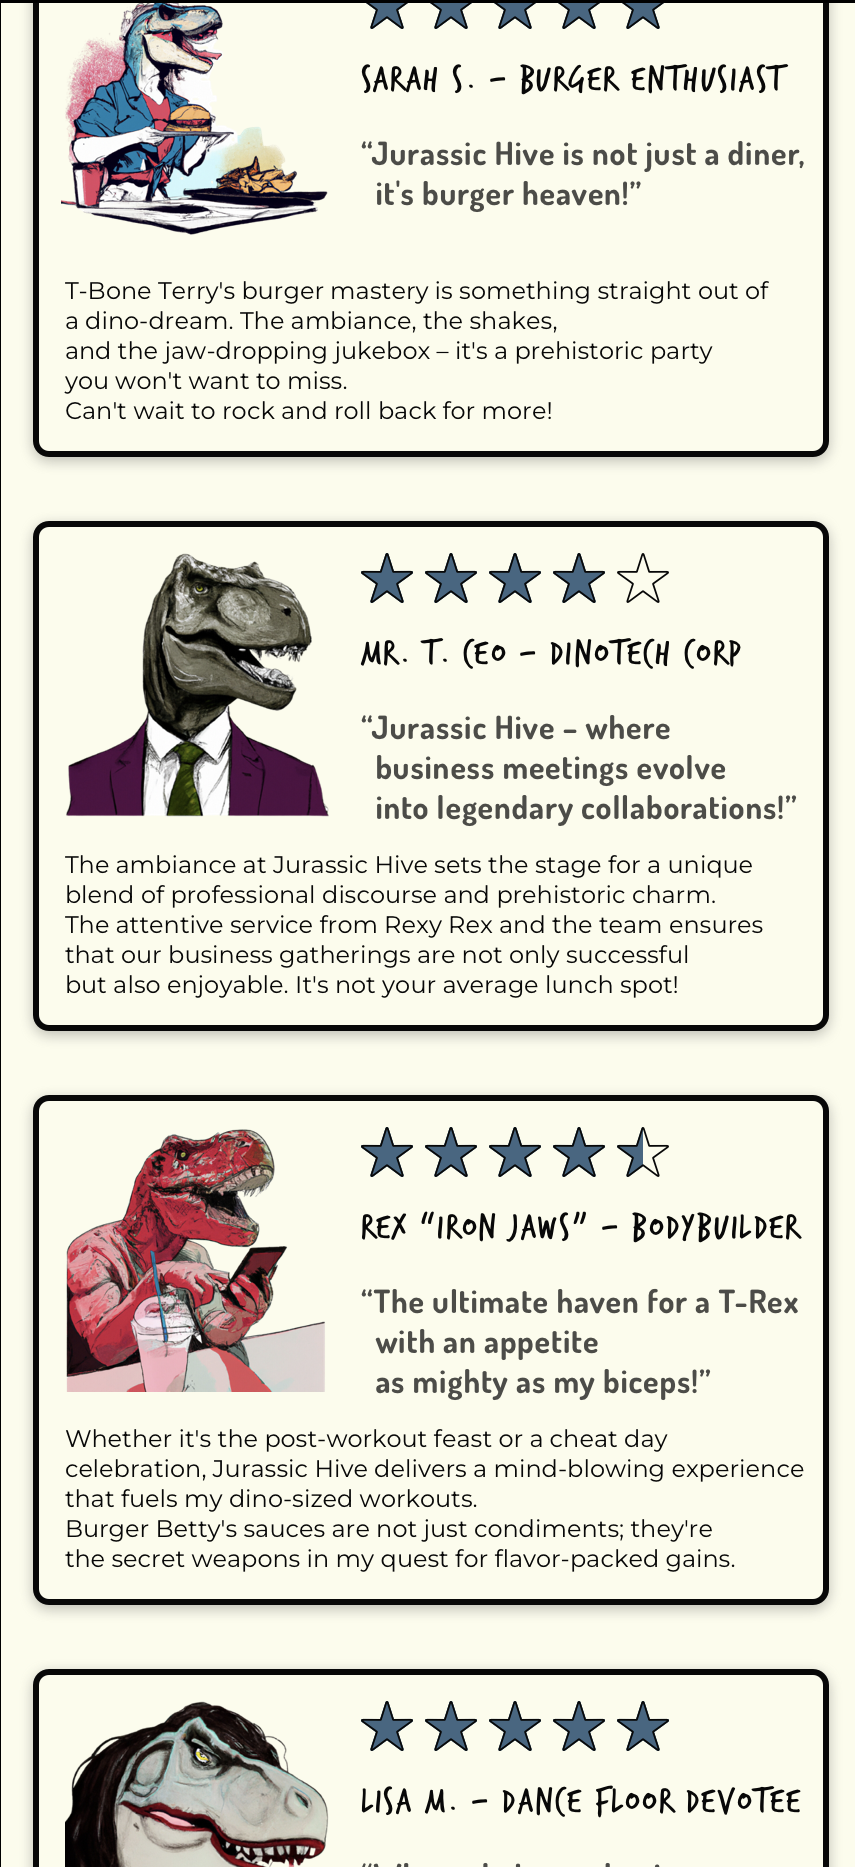 SARAH S. - BURGER ENTHUSIAST
“Jurassic Hive is not just a diner,
it's burger heaven!”
T-Bone Terry's burger mastery is something straight out of
a dino-dream. The ambiance, the shakes,
and the jaw-dropping jukebox – it's a prehistoric party
you won't want to miss.
Can't wait to rock and roll back for more!
MR. T. CEO - DINOTECH CORP
“Jurassic Hive – where
business meetings evolve
into legendary collaborations!”
The ambiance at Jurassic Hive sets the stage for a unique
blend of professional discourse and prehistoric charm.
The attentive service from Rexy Rex and the team ensures
that our business gatherings are not only successful
but also enjoyable. It's not your average lunch spot!
REX "IRON JAWS" - BODYBUILDER
“The ultimate haven for a T-Rex
with an appetite
as mighty as my biceps!”
Whether it's the post-workout feast or a cheat day
celebration, Jurassic Hive delivers a mind-blowing experience
that fuels my dino-sized workouts.
Burger Betty's sauces are not just condiments; they're
the secret weapons in my quest for flavor-packed gains.
LISA M. - DANCE FLOOR DEVOTEE